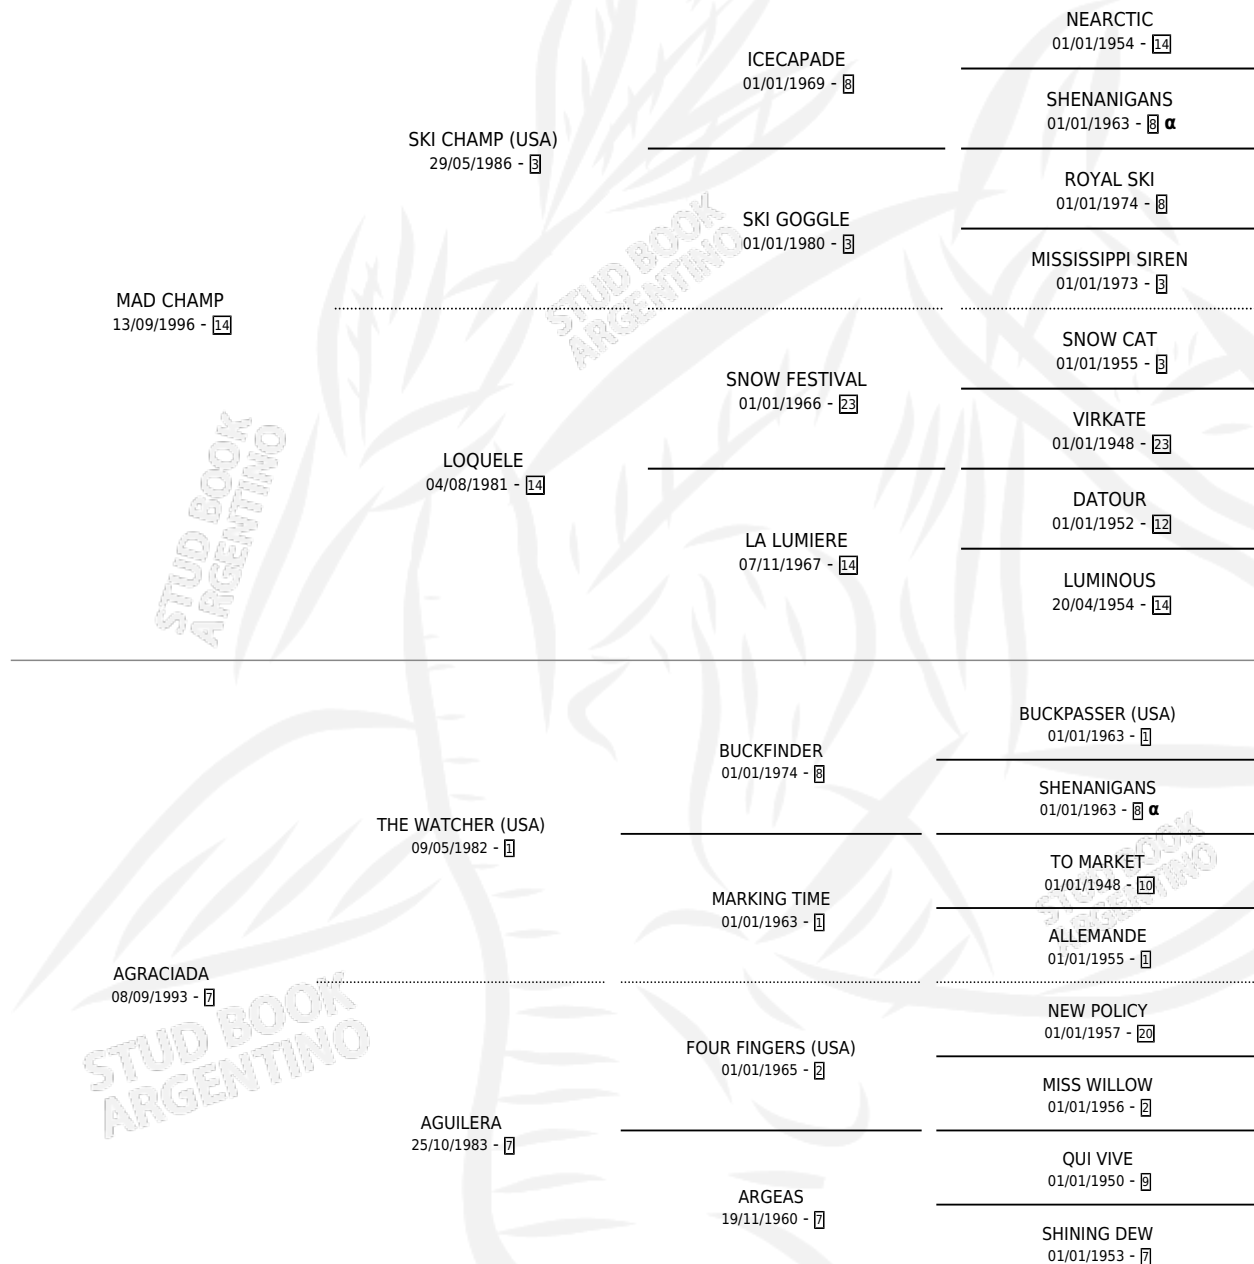 NEARCTIC
01/01/1954 - 14
ICECAPADE
01/01/1969 - 8
SHENANIGANS
01/01/1963 - 8 α
SKI CHAMP (USA)
29/05/1986 - 3
ROYAL SKI
01/01/1974 - 8
SKI GOGGLE
01/01/1980 - 3
MISSISSIPPI SIREN
01/01/1973 - 3
MAD CHAMP
13/09/1996 - 14
SNOW CAT
01/01/1955 - 3
SNOW FESTIVAL
01/01/1966 - 23
VIRKATE
01/01/1948 - 23
LOQUELE
04/08/1981 - 14
DATOUR
01/01/1952 - 12
LA LUMIERE
07/11/1967 - 14
LUMINOUS
20/04/1954 - 14
BUCKPASSER (USA)
01/01/1963 - 1
BUCKFINDER
01/01/1974 - 8
SHENANIGANS
01/01/1963 - 8 α
THE WATCHER (USA)
09/05/1982 - 1
TO MARKET
01/01/1948 - 10
MARKING TIME
01/01/1963 - 1
ALLEMANDE
01/01/1955 - 1
AGRACIADA
08/09/1993 - 7
NEW POLICY
01/01/1957 - 20
FOUR FINGERS (USA)
01/01/1965 - 2
MISS WILLOW
01/01/1956 - 2
AGUILERA
25/10/1983 - 7
QUI VIVE
01/01/1950 - 9
ARGEAS
19/11/1960 - 7
SHINING DEW
01/01/1953 - 7
STUD BOOK
ARGENTINO
STUD BOOK
ARGENTINO
STUD BOOK
ARGENTINO
STUD BOOK
ARGENTINO